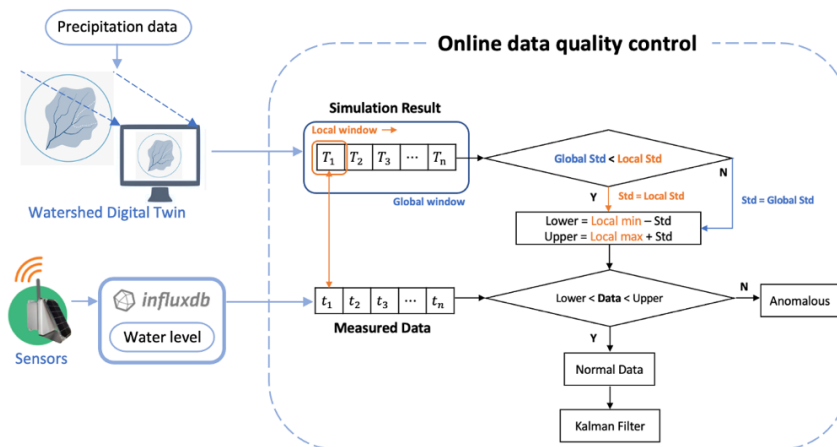 Precipitation data
Watershed Digital Twin
Sensors
influxdb
Water level
Online data quality control
Simulation Result
Local window →
T₁ T₂ T₃ ⋯ Tₙ
Global window
Global Std < Local Std
N
Y
Std = Local Std
Std = Global Std
Lower = Local min – Std
Upper = Local max + Std
t₁ t₂ t₃ ⋯ tₙ
Measured Data
Lower < Data < Upper
N
Anomalous
Y
Normal Data
Kalman Filter